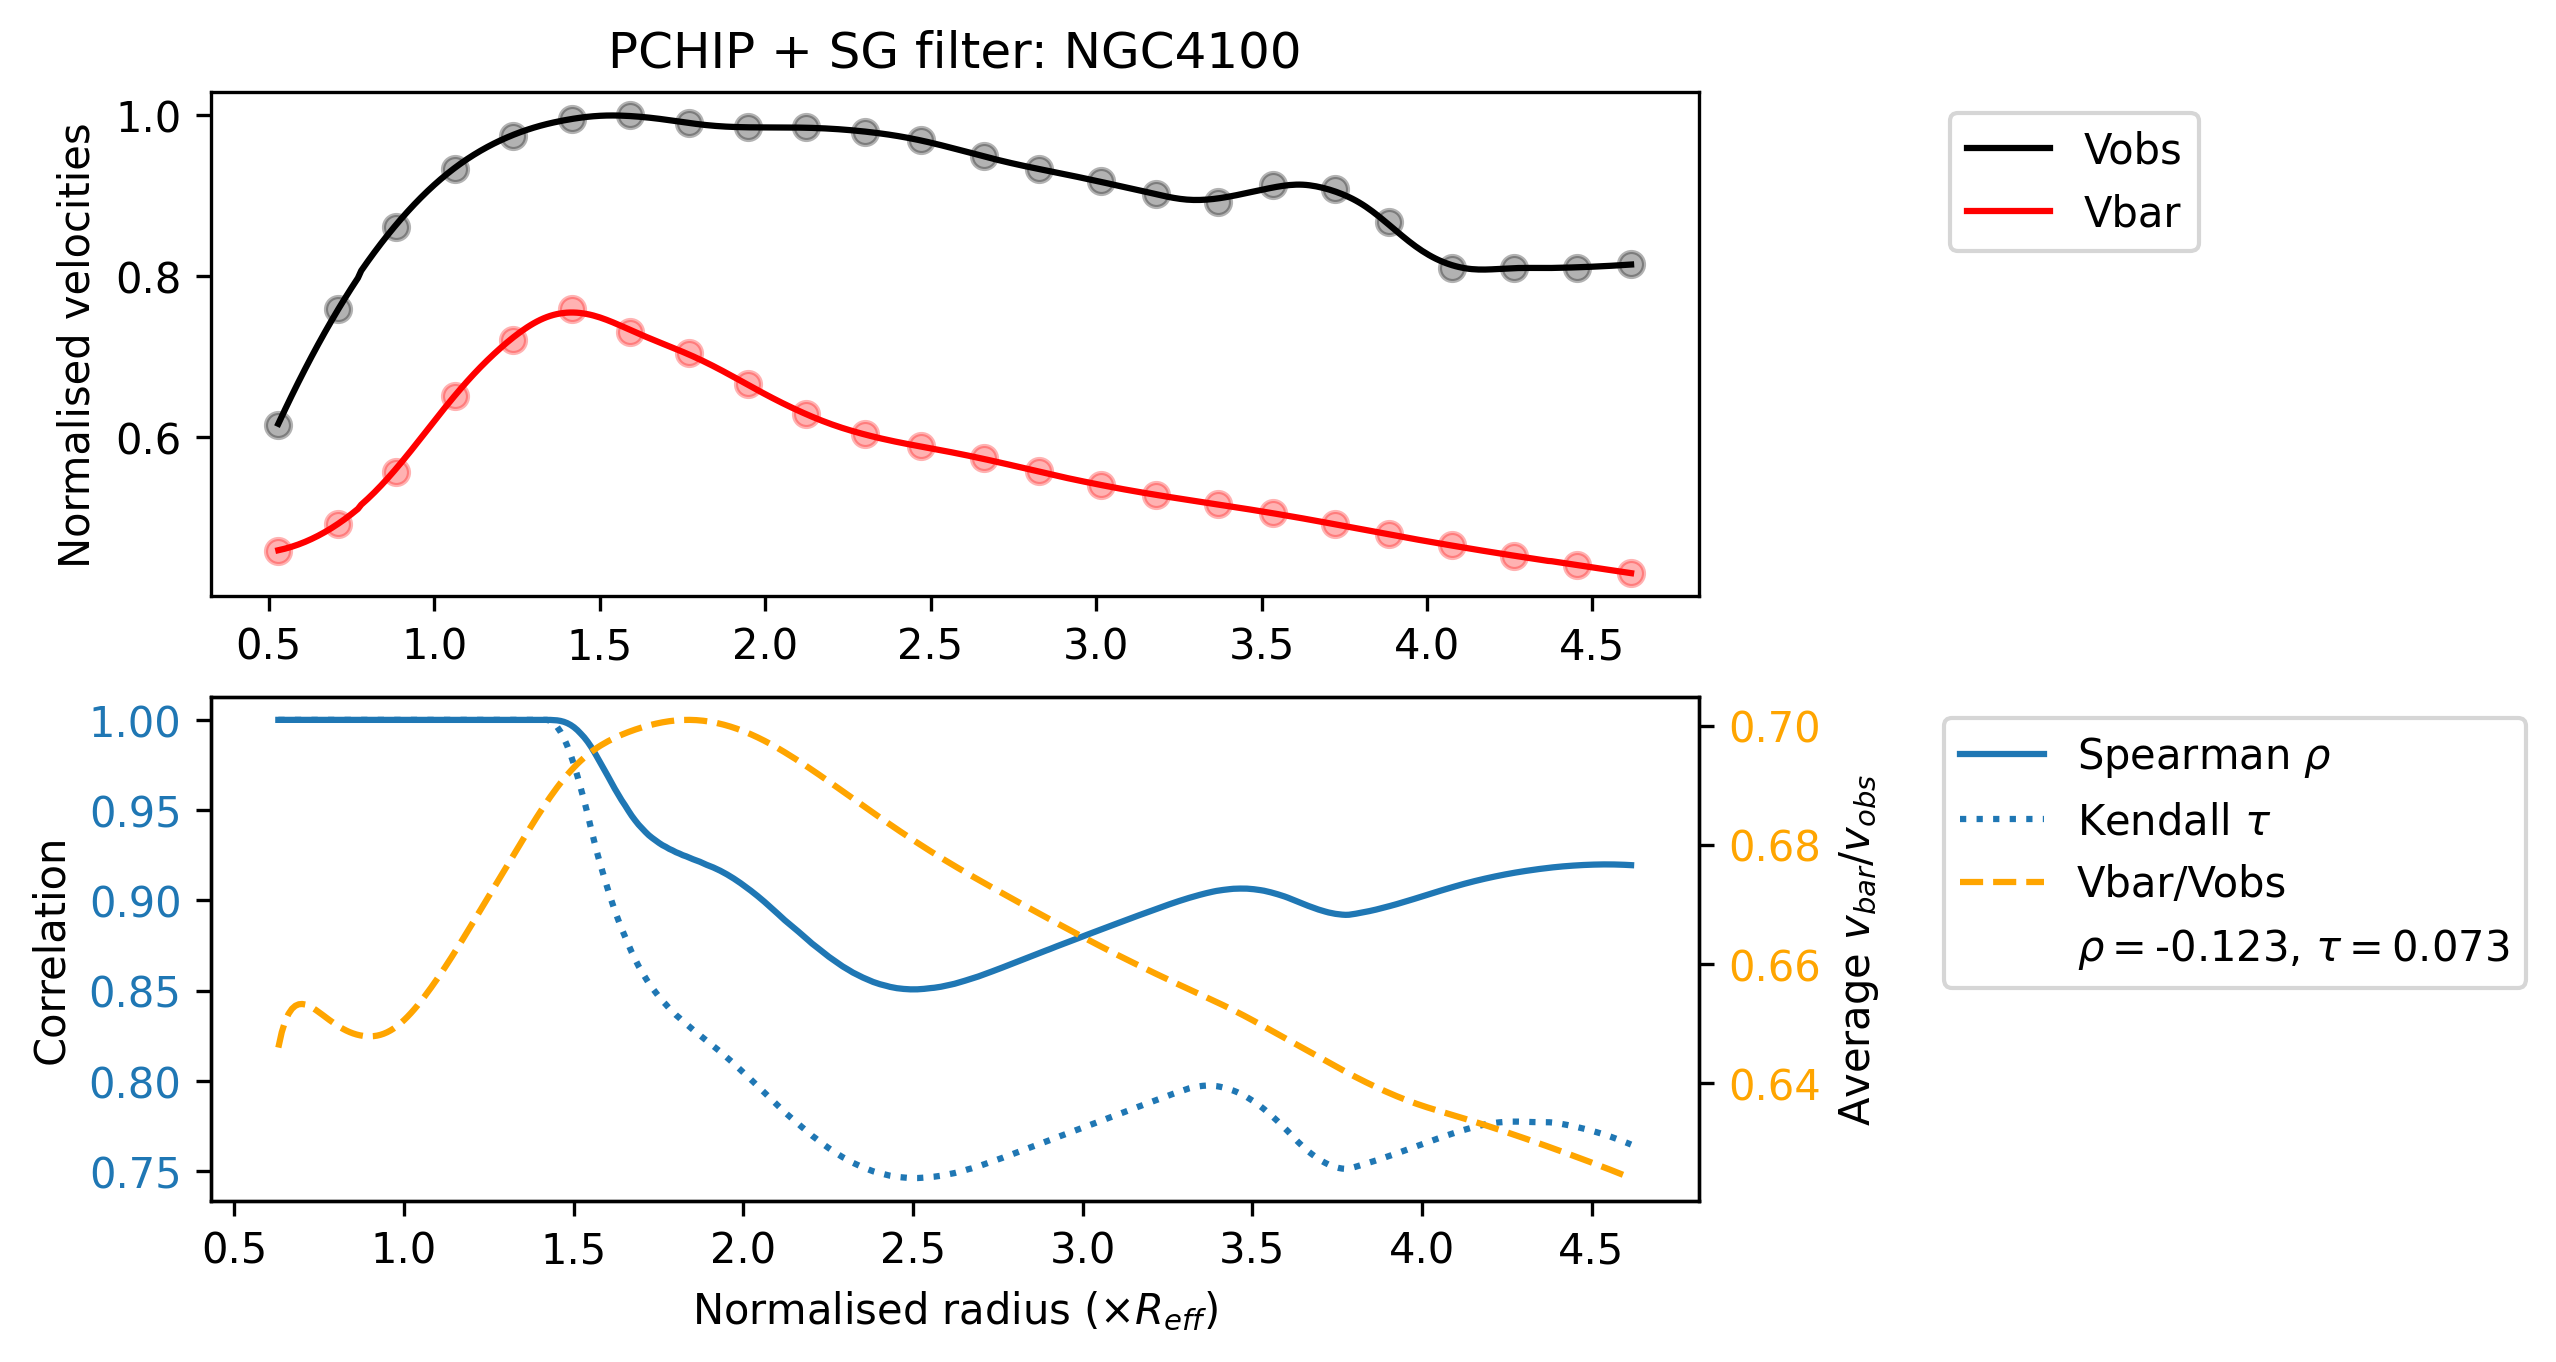 PCHIP + SG filter: NGC4100
Normalised velocities
1.0
0.8
0.6
0.5 1.0 1.5 2.0 2.5 3.0 3.5 4.0 4.5
Vobs
Vbar
Correlation
1.00
0.95
0.90
0.85
0.80
0.75
0.70
0.68
0.66
0.64
Average v_bar/v_obs
0.5 1.0 1.5 2.0 2.5 3.0 3.5 4.0 4.5
Normalised radius (×R_eff)
Spearman ρ
Kendall τ
Vbar/Vobs
ρ = -0.123, τ = 0.073